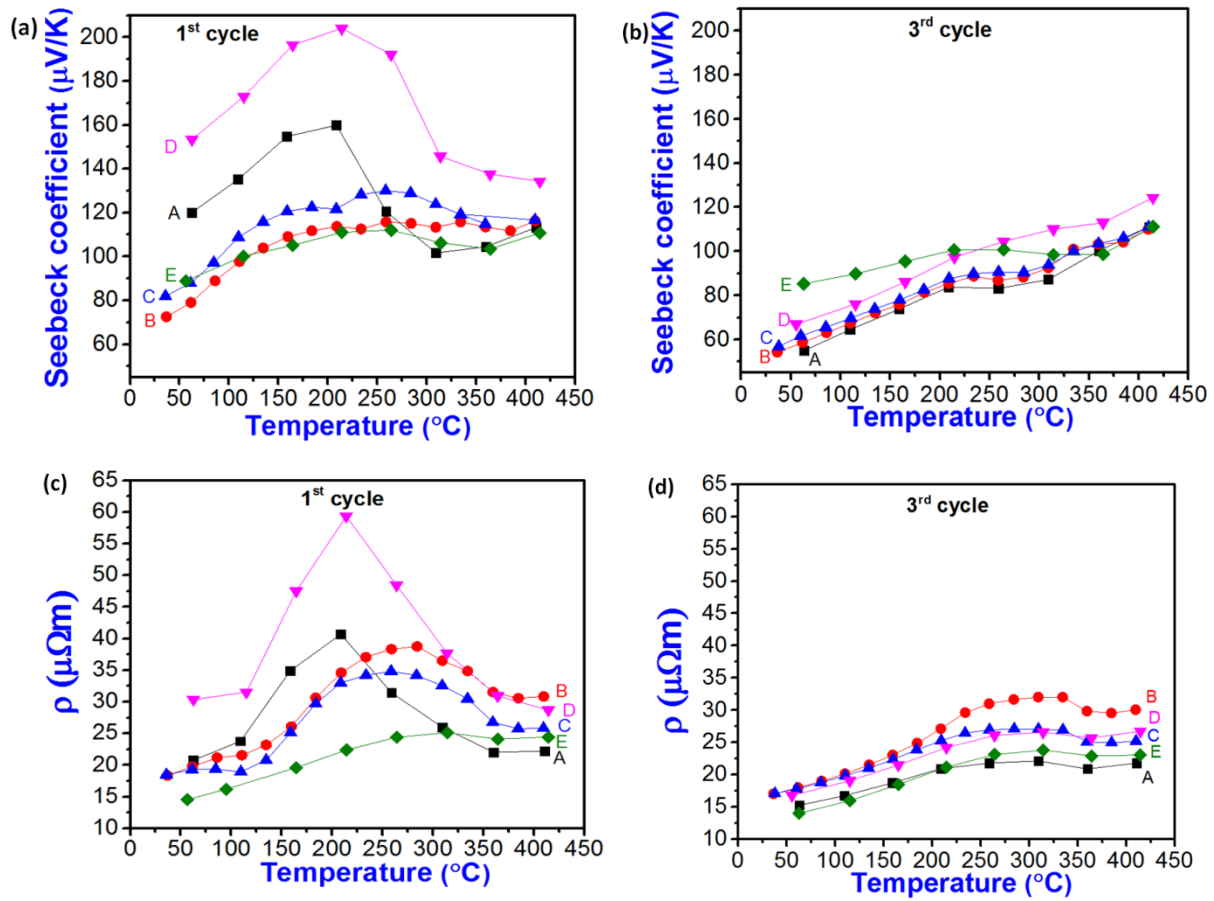 (a)
1st cycle
Seebeck coefficient (μV/K)
200
180
160
140
120
100
80
60
D
A
E
C
B
0 50 100 150 200 250 300 350 400 450
Temperature (°C)
(b)
3rd cycle
Seebeck coefficient (μV/K)
200
180
160
140
120
100
80
60
E
D
C
B
A
0 50 100 150 200 250 300 350 400 450
Temperature (°C)
(c)
1st cycle
ρ (μΩm)
65
60
55
50
45
40
35
30
25
20
15
10
B
D
C
E
A
0 50 100 150 200 250 300 350 400 450
Temperature (°C)
(d)
3rd cycle
ρ (μΩm)
65
60
55
50
45
40
35
30
25
20
15
10
B
D
C
E
A
0 50 100 150 200 250 300 350 400 450
Temperature (°C)